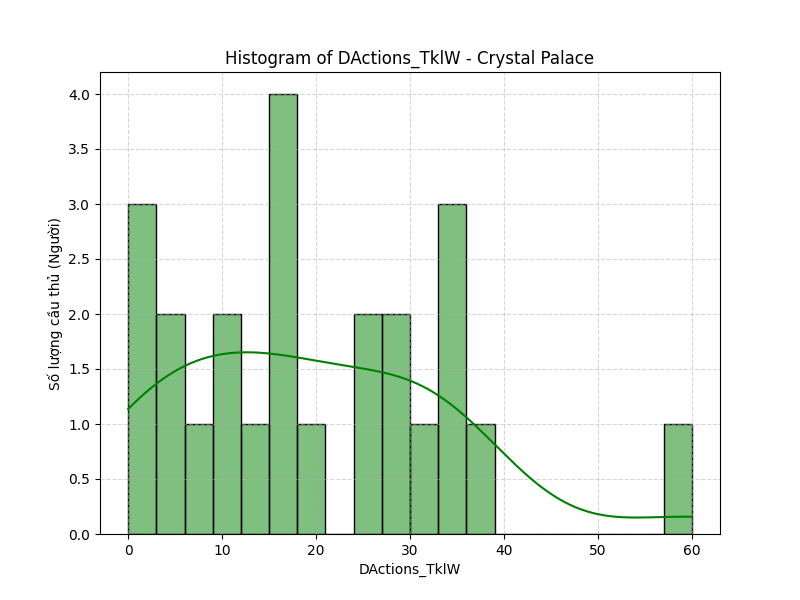 Histogram of DActions_TklW - Crystal Palace
Số lượng cầu thủ (Người)
4.0
3.5
3.0
2.5
2.0
1.5
1.0
0.5
0.0
0 10 20 30 40 50 60
DActions_TklW